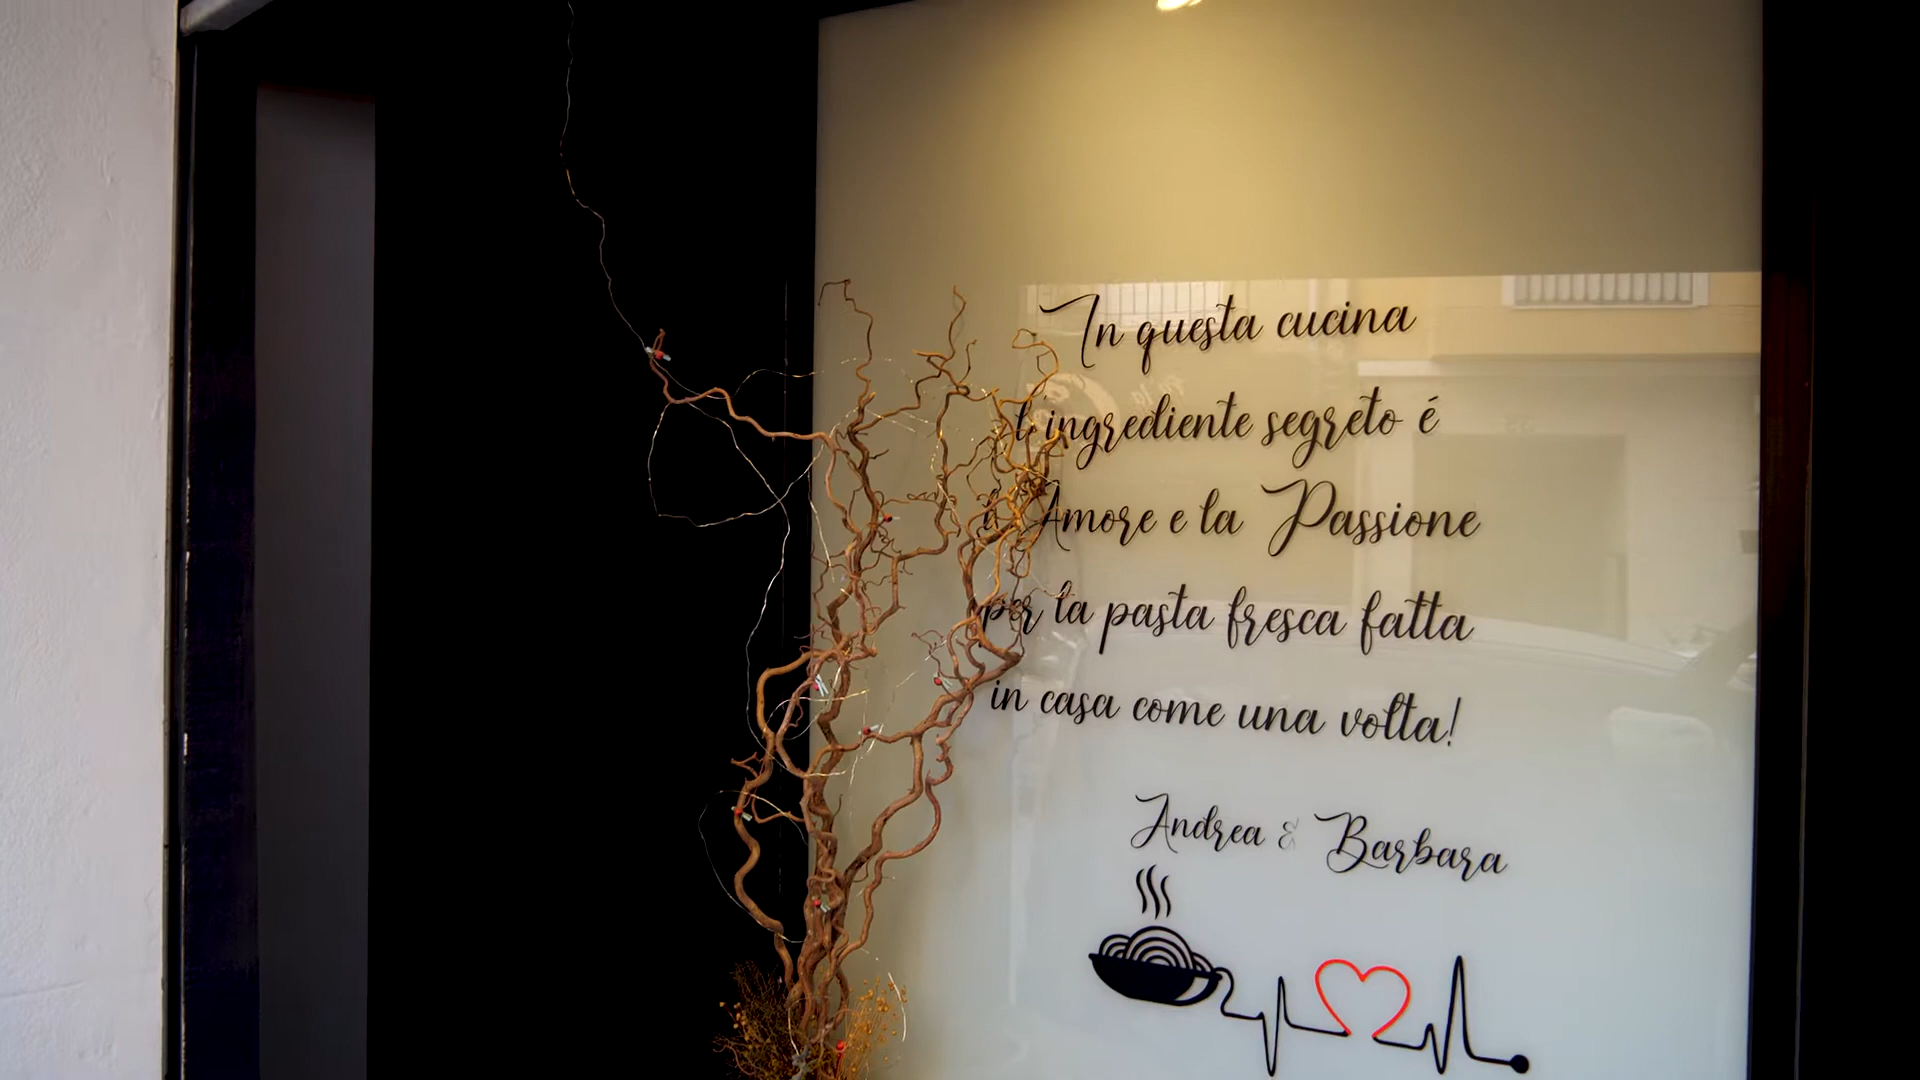 In questa cucina
l'ingrediente segreto é
l'Amore e la Passione
per la pasta fresca fatta
in casa come una volta!
Andrea & Barbara